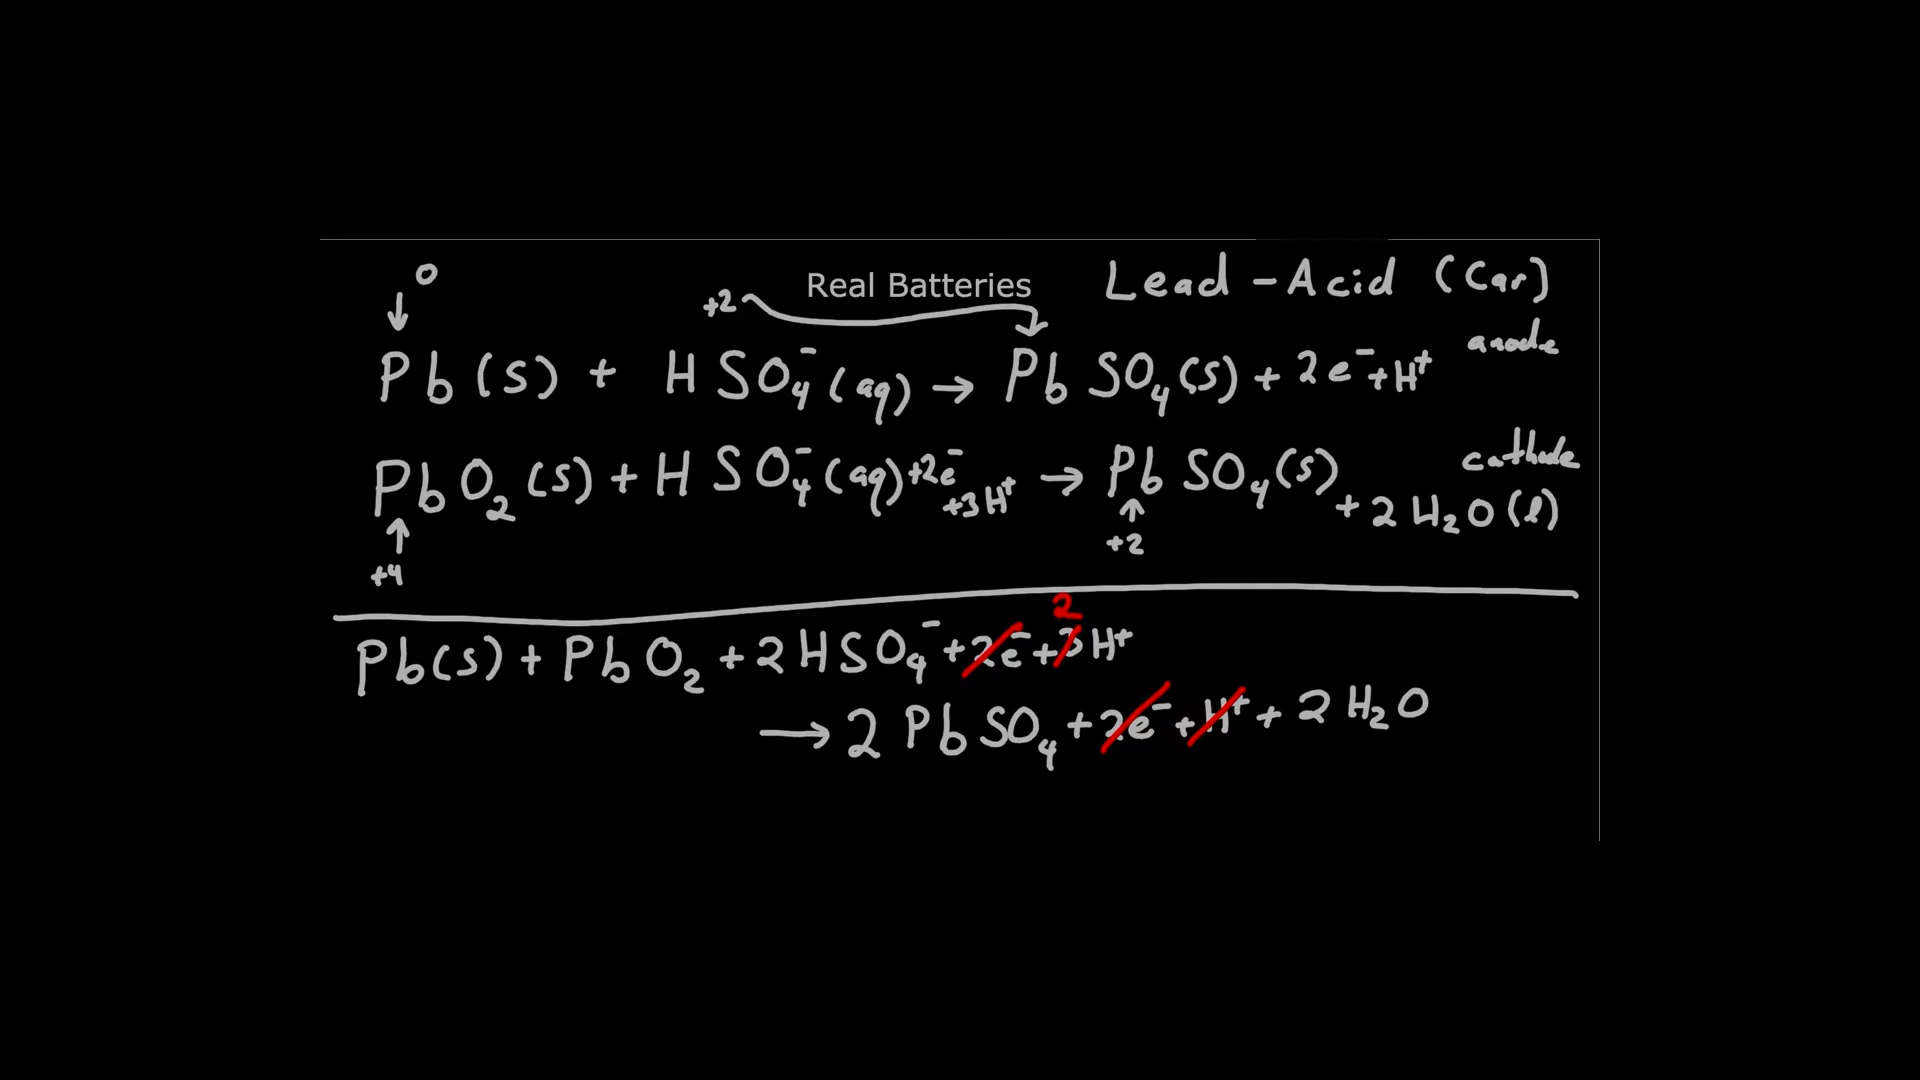 0
Real Batteries Lead-Acid (Car)
+2
Pb(s) + HSO₄⁻(aq) → PbSO₄(s) + 2e⁻ + H⁺ anode
PbO₂(s) + HSO₄⁻(aq) +2e⁻ +3H⁺ → PbSO₄(s) + 2H₂O(l) cathode
+4 +2
2
Pb(s) + PbO₂ + 2HSO₄⁻ + 2e⁻ + 3H⁺
→ 2PbSO₄ + 2e⁻ + H⁺ + 2H₂O